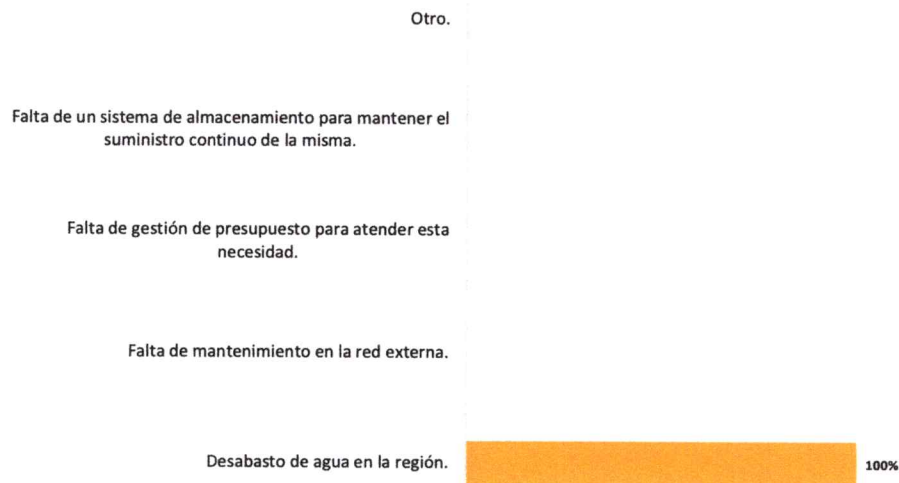 Otro.
Falta de un sistema de almacenamiento para mantener el
suministro continuo de la misma.
Falta de gestión de presupuesto para atender esta
necesidad.
Falta de mantenimiento en la red externa.
Desabasto de agua en la región.
100%